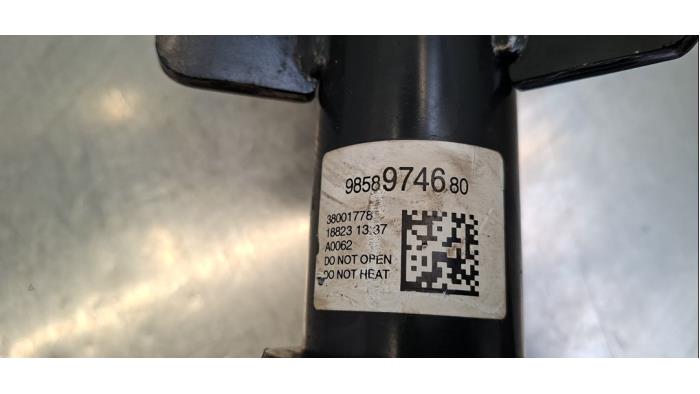 9858974680
38001778
18823 13:37
A0062
DO NOT OPEN
DO NOT HEAT